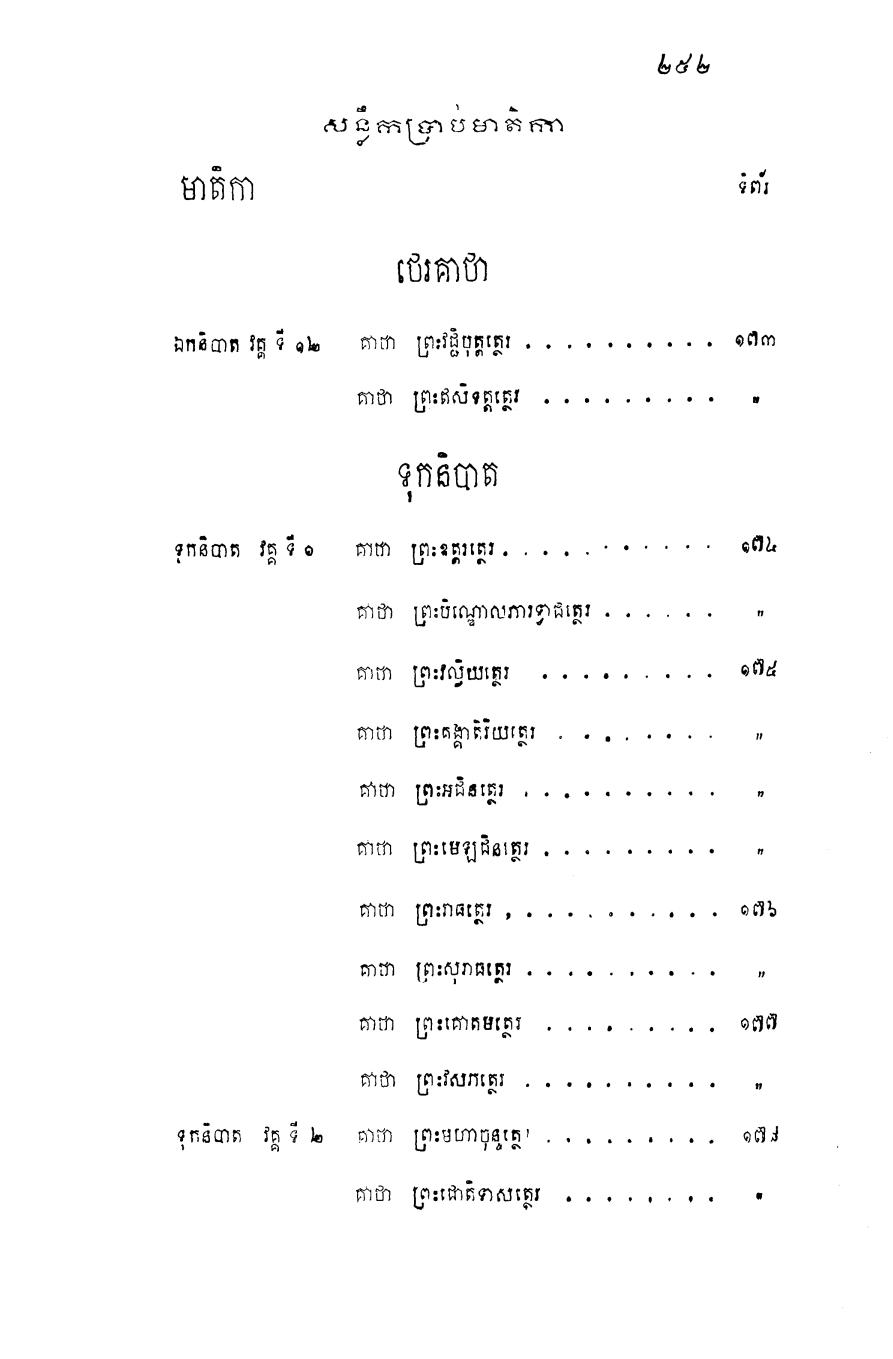 ២៥២
សន្លឹកប្រាប់មាតិកា
មាតិកា ទំព័រ
ថេរគាថា
ឯកនិបាត វគ្គ ទី ១២ គាថា ព្រះវឌ្ឍិបុត្តត្ថេរ . . . . . . . . . . ១៧៣
គាថា ព្រះឥសិទត្តត្ថេរ . . . . . . . . . "
ទុកនិបាត
ទុកនិបាត វគ្គ ទី ១ គាថា ព្រះឧត្តរត្ថេរ . . . . . . . . . . . ១៧៤
គាថា ព្រះបិណ្ឌោលភារទ្វាជត្ថេរ . . . . . . "
គាថា ព្រះវល្លិយត្ថេរ . . . . . . . . . ១៧៥
គាថា ព្រះគង្គាតិរិយត្ថេរ . . . . . . . . "
គាថា ព្រះអជិនត្ថេរ . . . . . . . . . . "
គាថា ព្រះមេឡជិនត្ថេរ . . . . . . . . . "
គាថា ព្រះរាធត្ថេរ . . . . . . . . . . . ១៧៦
គាថា ព្រះសុរាធត្ថេរ . . . . . . . . . . "
គាថា ព្រះគោតមត្ថេរ . . . . . . . . . ១៧៧
គាថា ព្រះវសភត្ថេរ . . . . . . . . . . "
ទុកនិបាត វគ្គ ទី ២ គាថា ព្រះមហាចុន្ទត្ថេរ . . . . . . . . . ១៧៩
គាថា ព្រះជោតិទាសត្ថេរ . . . . . . . . "